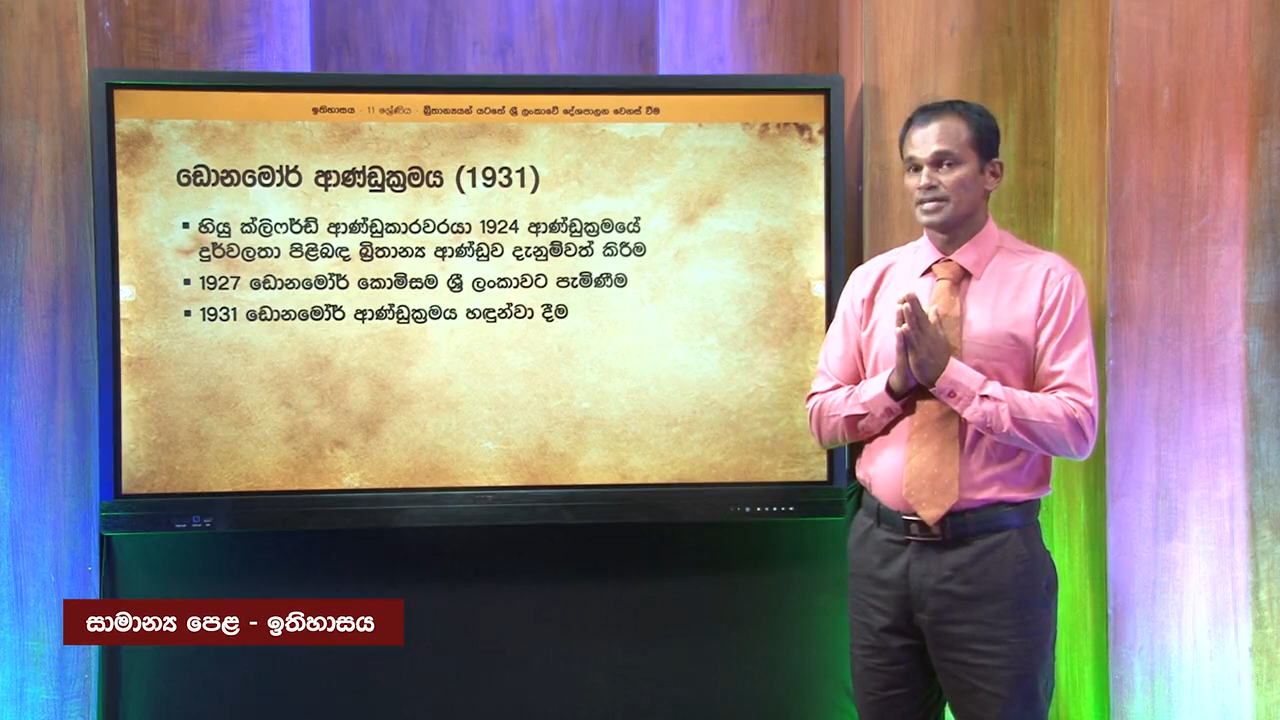 ඉතිහාසය - 11 ශ්‍රේණිය - බ්‍රිතාන්‍යයන් යටතේ ශ්‍රී ලංකාවේ දේශපාලන වෙනස් වීම
ඩොනමෝර් ආණ්ඩුක්‍රමය (1931)
▪ හියු ක්ලිෆර්ඩ් ආණ්ඩුකාරවරයා 1924 ආණ්ඩුක්‍රමයේ
දුර්වලතා පිළිබඳ බ්‍රිතාන්‍ය ආණ්ඩුව දැනුම්වත් කිරීම
▪ 1927 ඩොනමෝර් කොමිසම ශ්‍රී ලංකාවට පැමිණීම
▪ 1931 ඩොනමෝර් ආණ්ඩුක්‍රමය හඳුන්වා දීම
සාමාන්‍ය පෙළ - ඉතිහාසය